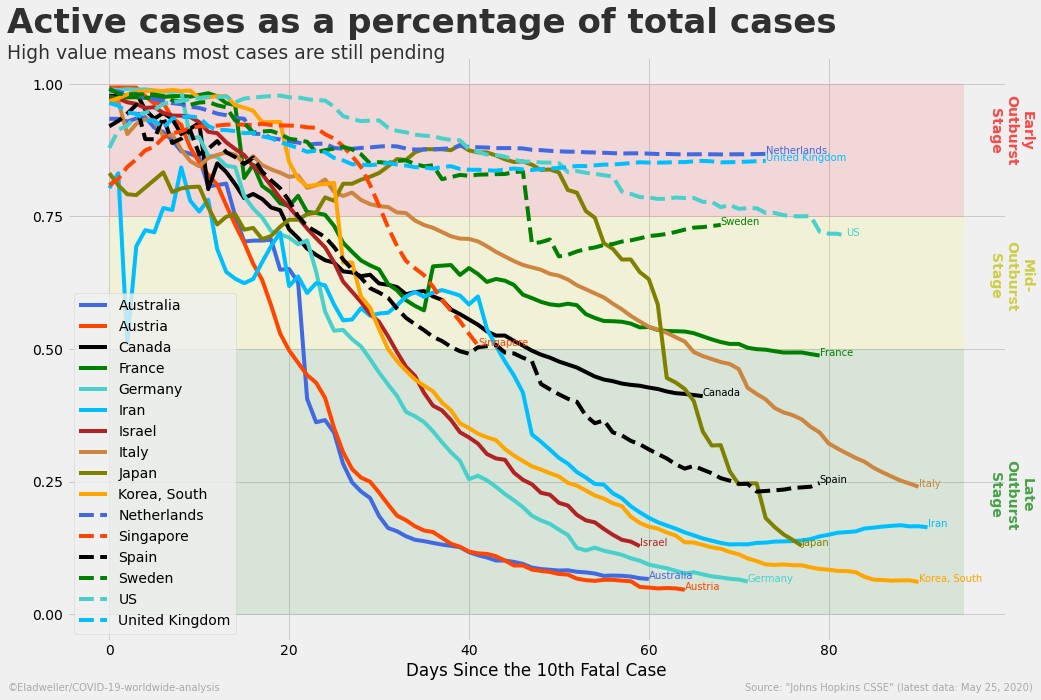 Active cases as a percentage of total cases
High value means most cases are still pending
1.00
0.75
0.50
0.25
0.00
0
20
40
60
80
Days Since the 10th Fatal Case
Early
Outburst
Stage
Mid-
Outburst
Stage
Late
Outburst
Stage
Netherlands
United Kingdom
Sweden
US
Singapore
France
Canada
Spain
Italy
Iran
Israel
Japan
Australia
Austria
Germany
Korea, South
Australia
Austria
Canada
France
Germany
Iran
Israel
Italy
Japan
Korea, South
Netherlands
Singapore
Spain
Sweden
US
United Kingdom
©Eladweller/COVID-19-worldwide-analysis
Source: "Johns Hopkins CSSE" (latest data: May 25, 2020)